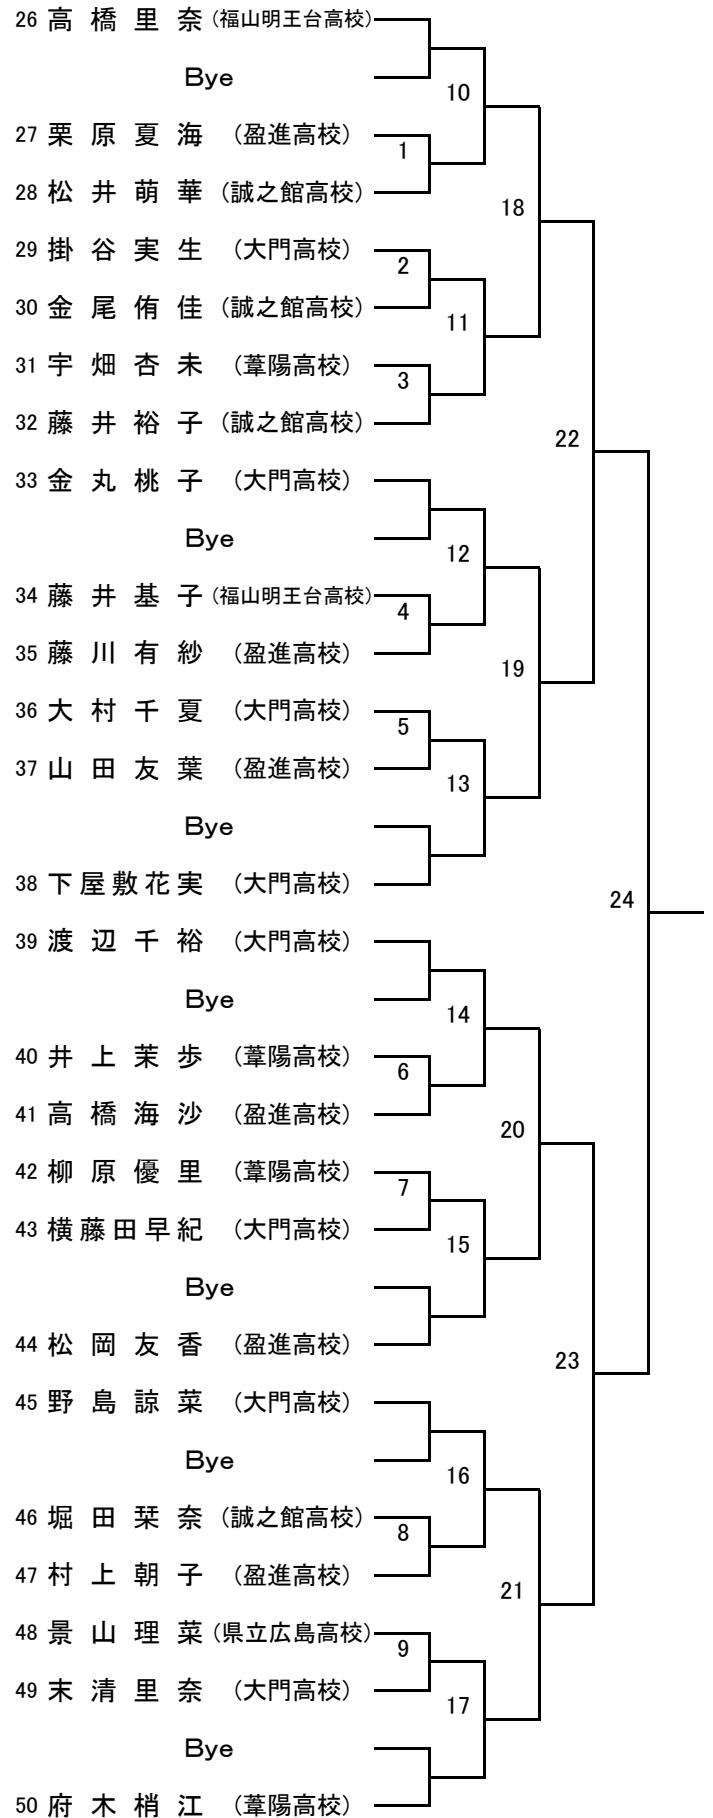 26 高橋里奈 (福山明王台高校)
Bye
10
27 栗原夏海 (盈進高校)
1
28 松井萌華 (誠之館高校)
18
29 掛谷実生 (大門高校)
2
30 金尾侑佳 (誠之館高校)
11
31 宇畑杏未 (葦陽高校)
3
32 藤井裕子 (誠之館高校)
22
33 金丸桃子 (大門高校)
Bye
12
34 藤井基子 (福山明王台高校)
4
35 藤川有紗 (盈進高校)
19
36 大村千夏 (大門高校)
5
37 山田友葉 (盈進高校)
13
Bye
38 下屋敷花実 (大門高校)
24
39 渡辺千裕 (大門高校)
Bye
14
40 井上茉歩 (葦陽高校)
6
41 高橋海沙 (盈進高校)
20
42 柳原優里 (葦陽高校)
7
43 横藤田早紀 (大門高校)
15
Bye
44 松岡友香 (盈進高校)
23
45 野島諒菜 (大門高校)
Bye
16
46 堀田栞奈 (誠之館高校)
8
47 村上朝子 (盈進高校)
21
48 景山理菜 (県立広島高校)
9
49 末清里奈 (大門高校)
17
Bye
50 府木梢江 (葦陽高校)